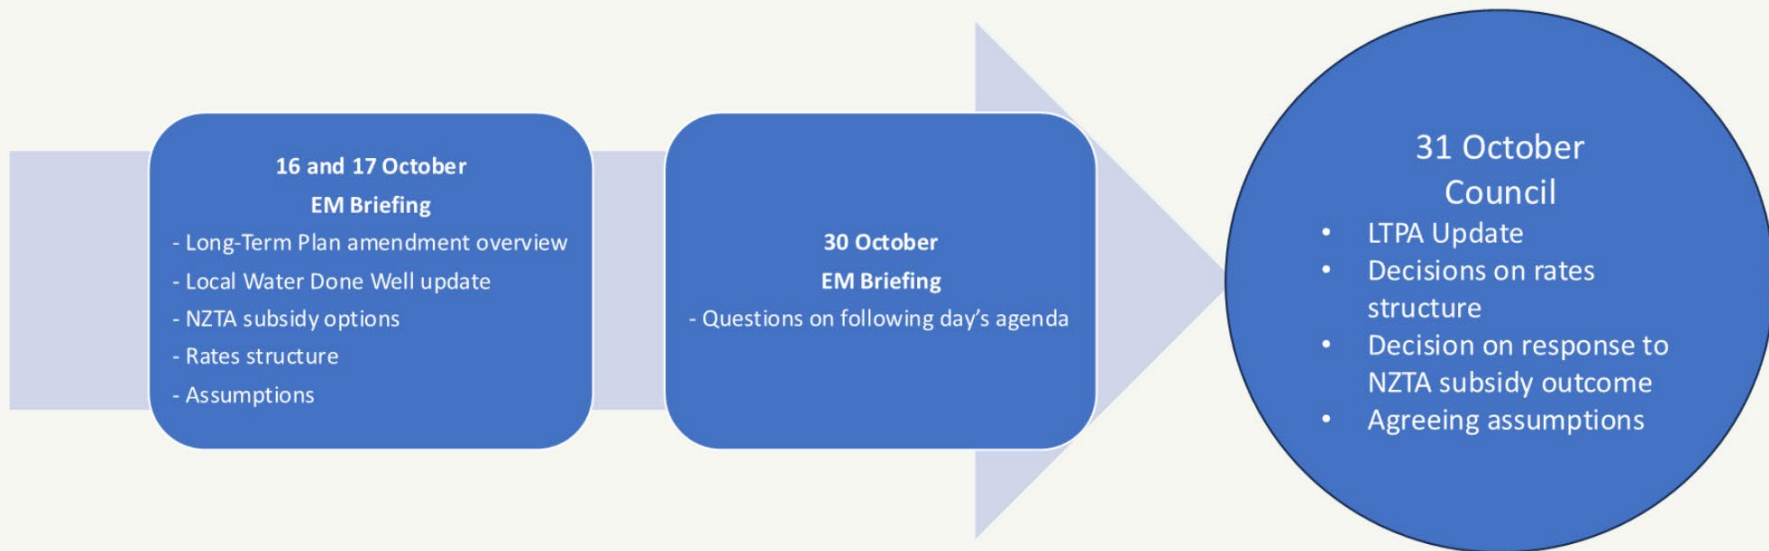 16 and 17 October
EM Briefing
- Long-Term Plan amendment overview
- Local Water Done Well update
- NZTA subsidy options
- Rates structure
- Assumptions
30 October
EM Briefing
- Questions on following day’s agenda
31 October
Council
• LTPA Update
• Decisions on rates
structure
• Decision on response to
NZTA subsidy outcome
• Agreeing assumptions